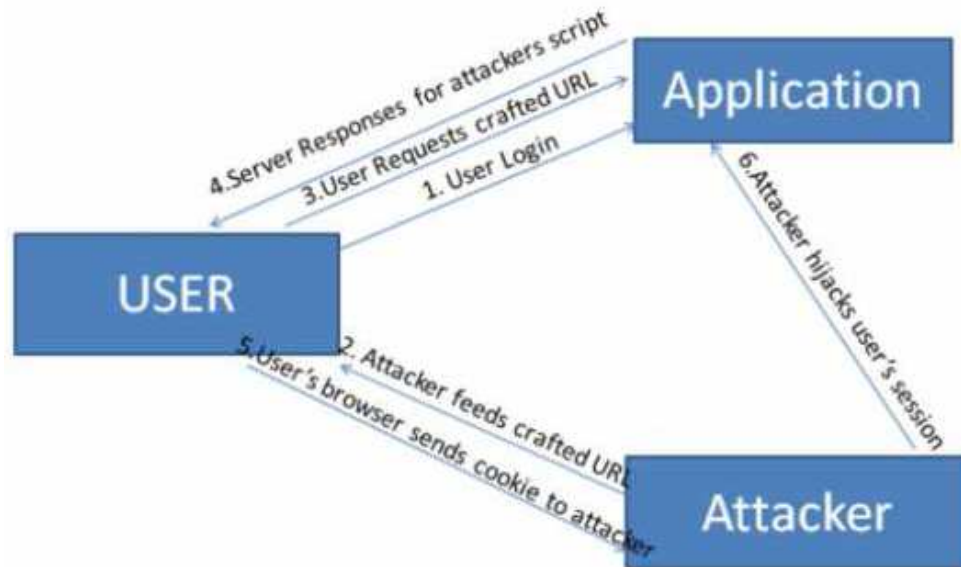 4.Server Responses for attackers script
3.User Requests crafted URL
1. User Login
Application
USER
6.Attacker hijacks user's session
2. Attacker feeds crafted URL
5.User's browser sends cookie to attacker
Attacker